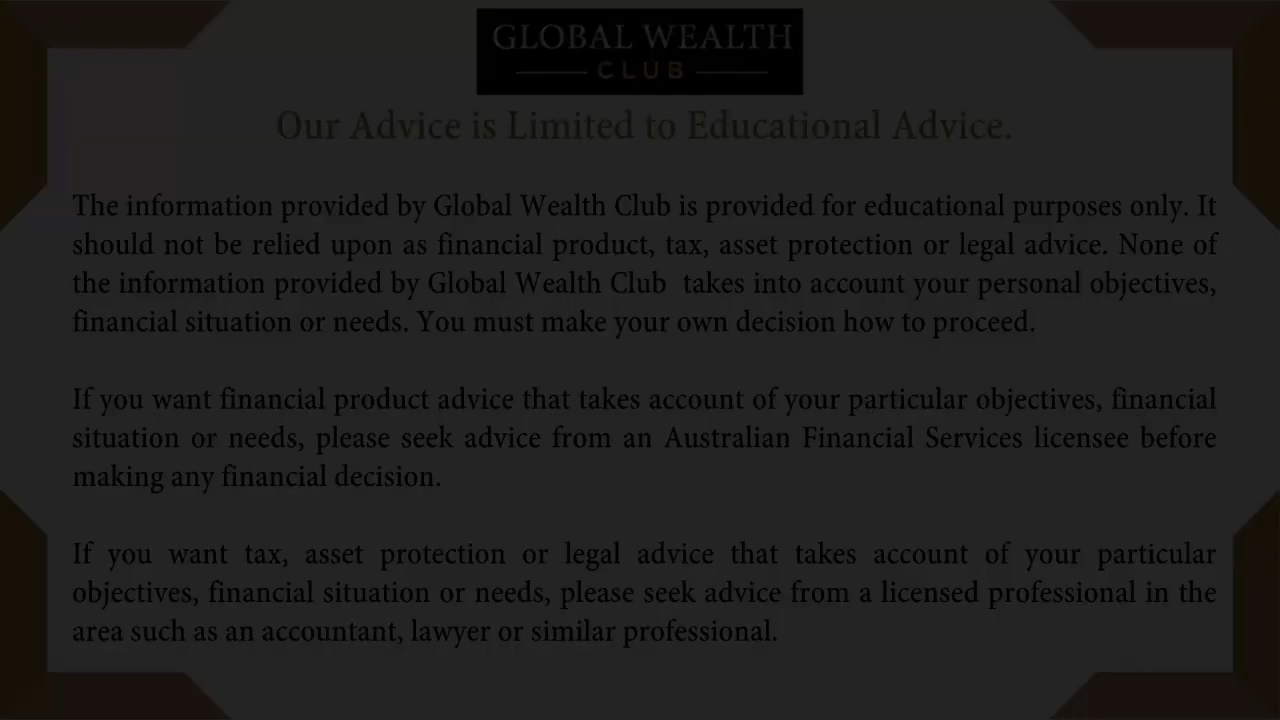 GLOBAL WEALTH
CLUB
Our Advice is Limited to Educational Advice.
The information provided by Global Wealth Club is provided for educational purposes only. It
should not be relied upon as financial product, tax, asset protection or legal advice. None of
the information provided by Global Wealth Club takes into account your personal objectives,
financial situation or needs. You must make your own decision how to proceed.
If you want financial product advice that takes account of your particular objectives, financial
situation or needs, please seek advice from an Australian Financial Services licensee before
making any financial decision.
If you want tax, asset protection or legal advice that takes account of your particular
objectives, financial situation or needs, please seek advice from a licensed professional in the
area such as an accountant, lawyer or similar professional.